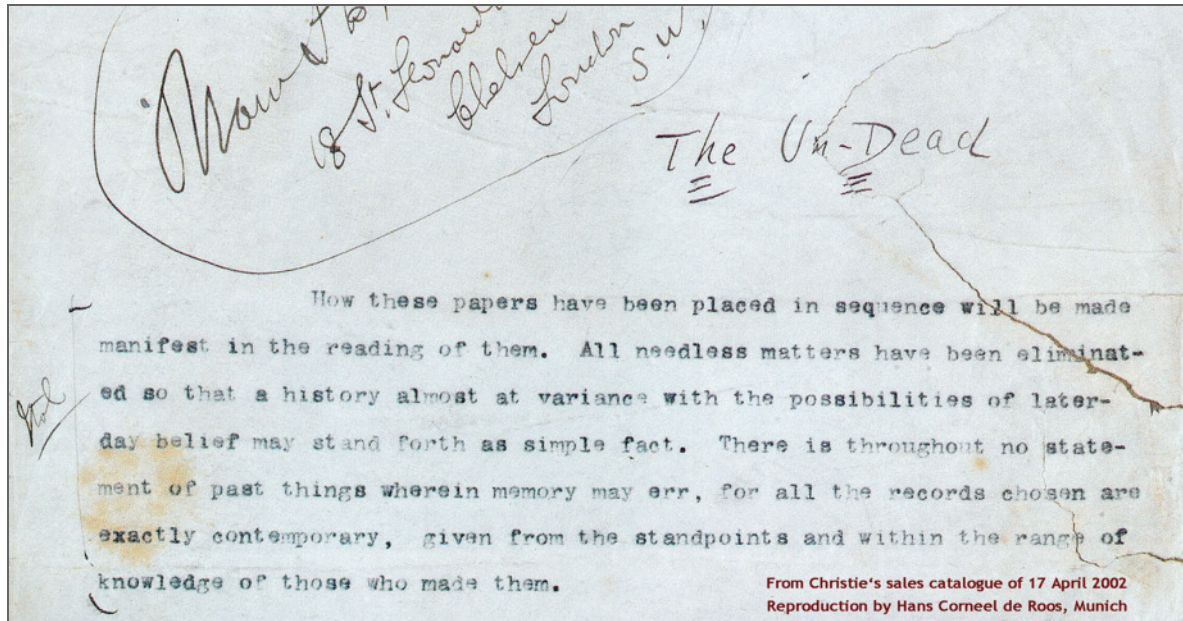 18 St. Leonard
Chelsea
London
S.W.
The Un-Dead
How these papers have been placed in sequence will be made
manifest in the reading of them. All needless matters have been eliminat-
ed so that a history almost at variance with the possibilities of later-
day belief may stand forth as simple fact. There is throughout no state-
ment of past things wherein memory may err, for all the records chosen are
exactly contemporary, given from the standpoints and within the range of
knowledge of those who made them.
From Christie's sales catalogue of 17 April 2002
Reproduction by Hans Corneel de Roos, Munich